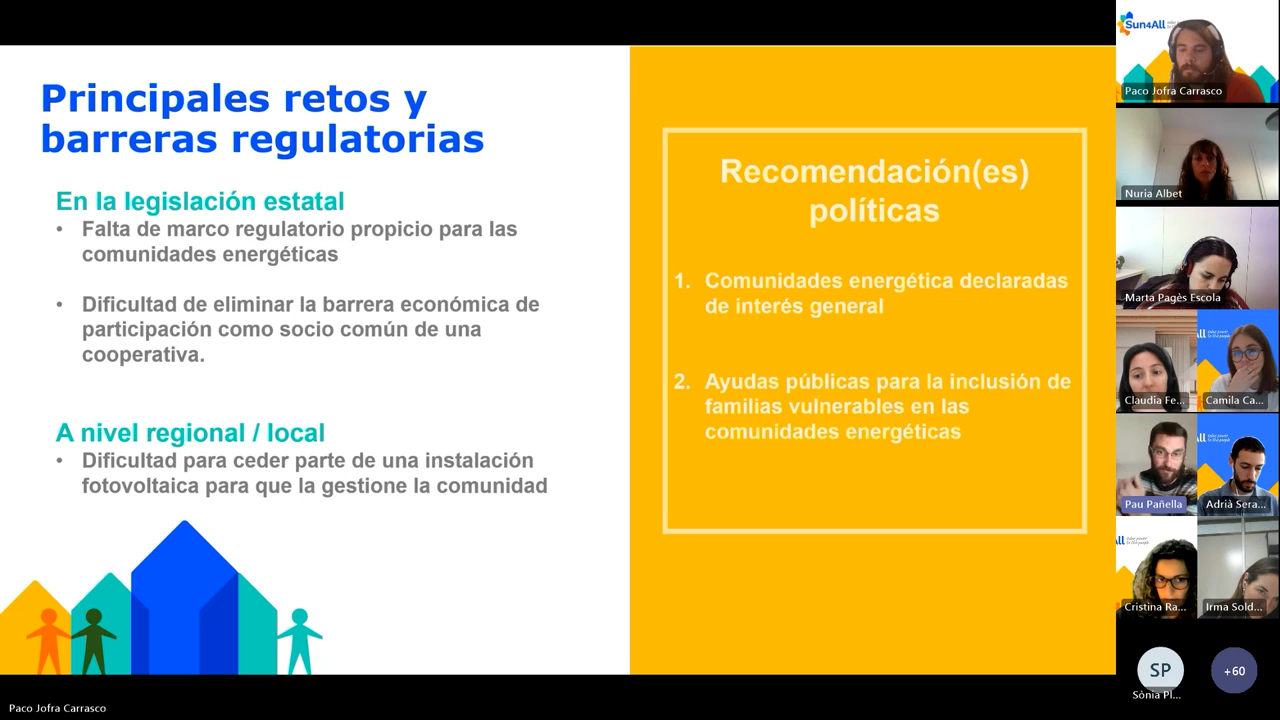 Principales retos y
barreras regulatorias
En la legislación estatal
• Falta de marco regulatorio propicio para las
comunidades energéticas
• Dificultad de eliminar la barrera económica de
participación como socio común de una
cooperativa.
A nivel regional / local
• Dificultad para ceder parte de una instalación
fotovoltaica para que la gestione la comunidad
Recomendación(es)
políticas
1. Comunidades energética declaradas
de interés general
2. Ayudas públicas para la inclusión de
familias vulnerables en las
comunidades energéticas
Sun4All
Paco Jofra Carrasco
Nuria Albet
Marta Pagès Escola
Claudia Fe...
Camila Ca...
Pau Pañella
Adrià Sera...
Cristina Ra...
Irma Sold...
SP
Sònia Pl...
+60
Paco Jofra Carrasco